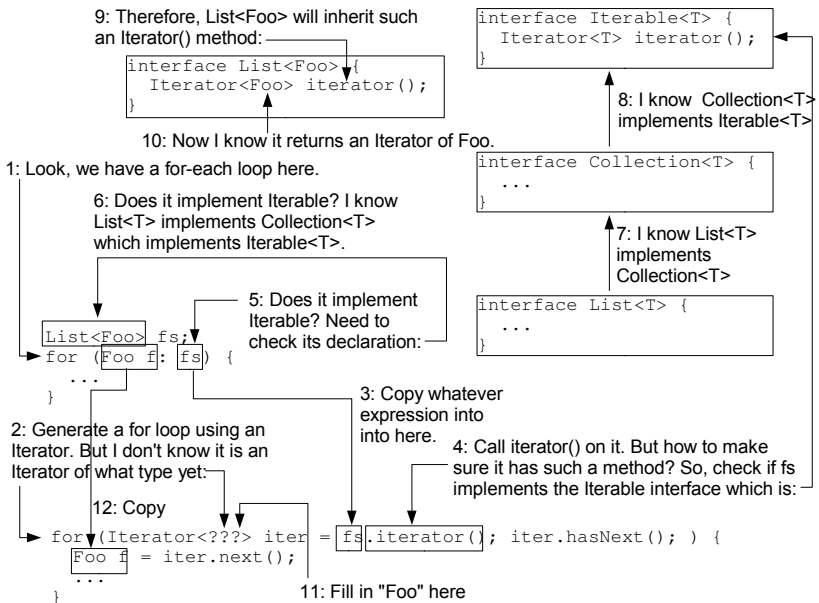 9: Therefore, List<Foo> will inherit such
an Iterator() method:
interface List<Foo> {
Iterator<Foo> iterator();
}
10: Now I know it returns an Iterator of Foo.
interface Iterable<T> {
Iterator<T> iterator();
}
8: I know Collection<T>
implements Iterable<T>
interface Collection<T> {
...
}
7: I know List<T>
implements
Collection<T>
interface List<T> {
...
}
1: Look, we have a for-each loop here.
6: Does it implement Iterable? I know
List<T> implements Collection<T>
which implements Iterable<T>.
5: Does it implement
Iterable? Need to
check its declaration:
List<Foo> fs;
for (Foo f: fs) {
...
}
3: Copy whatever
expression into
into here.
2: Generate a for loop using an
Iterator. But I don't know it is an
Iterator of what type yet:
4: Call iterator() on it. But how to make
sure it has such a method? So, check if fs
implements the Iterable interface which is:
12: Copy
for (Iterator<???> iter = fs.iterator(); iter.hasNext(); ) {
Foo f = iter.next();
...
}
11: Fill in "Foo" here